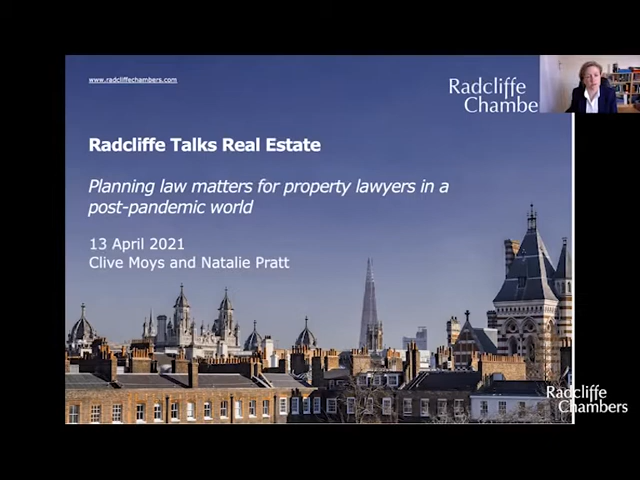 www.radcliffechambers.com
Radcliffe
Chambe
Radcliffe Talks Real Estate
Planning law matters for property lawyers in a
post-pandemic world
13 April 2021
Clive Moys and Natalie Pratt
Radcliffe
Chambers